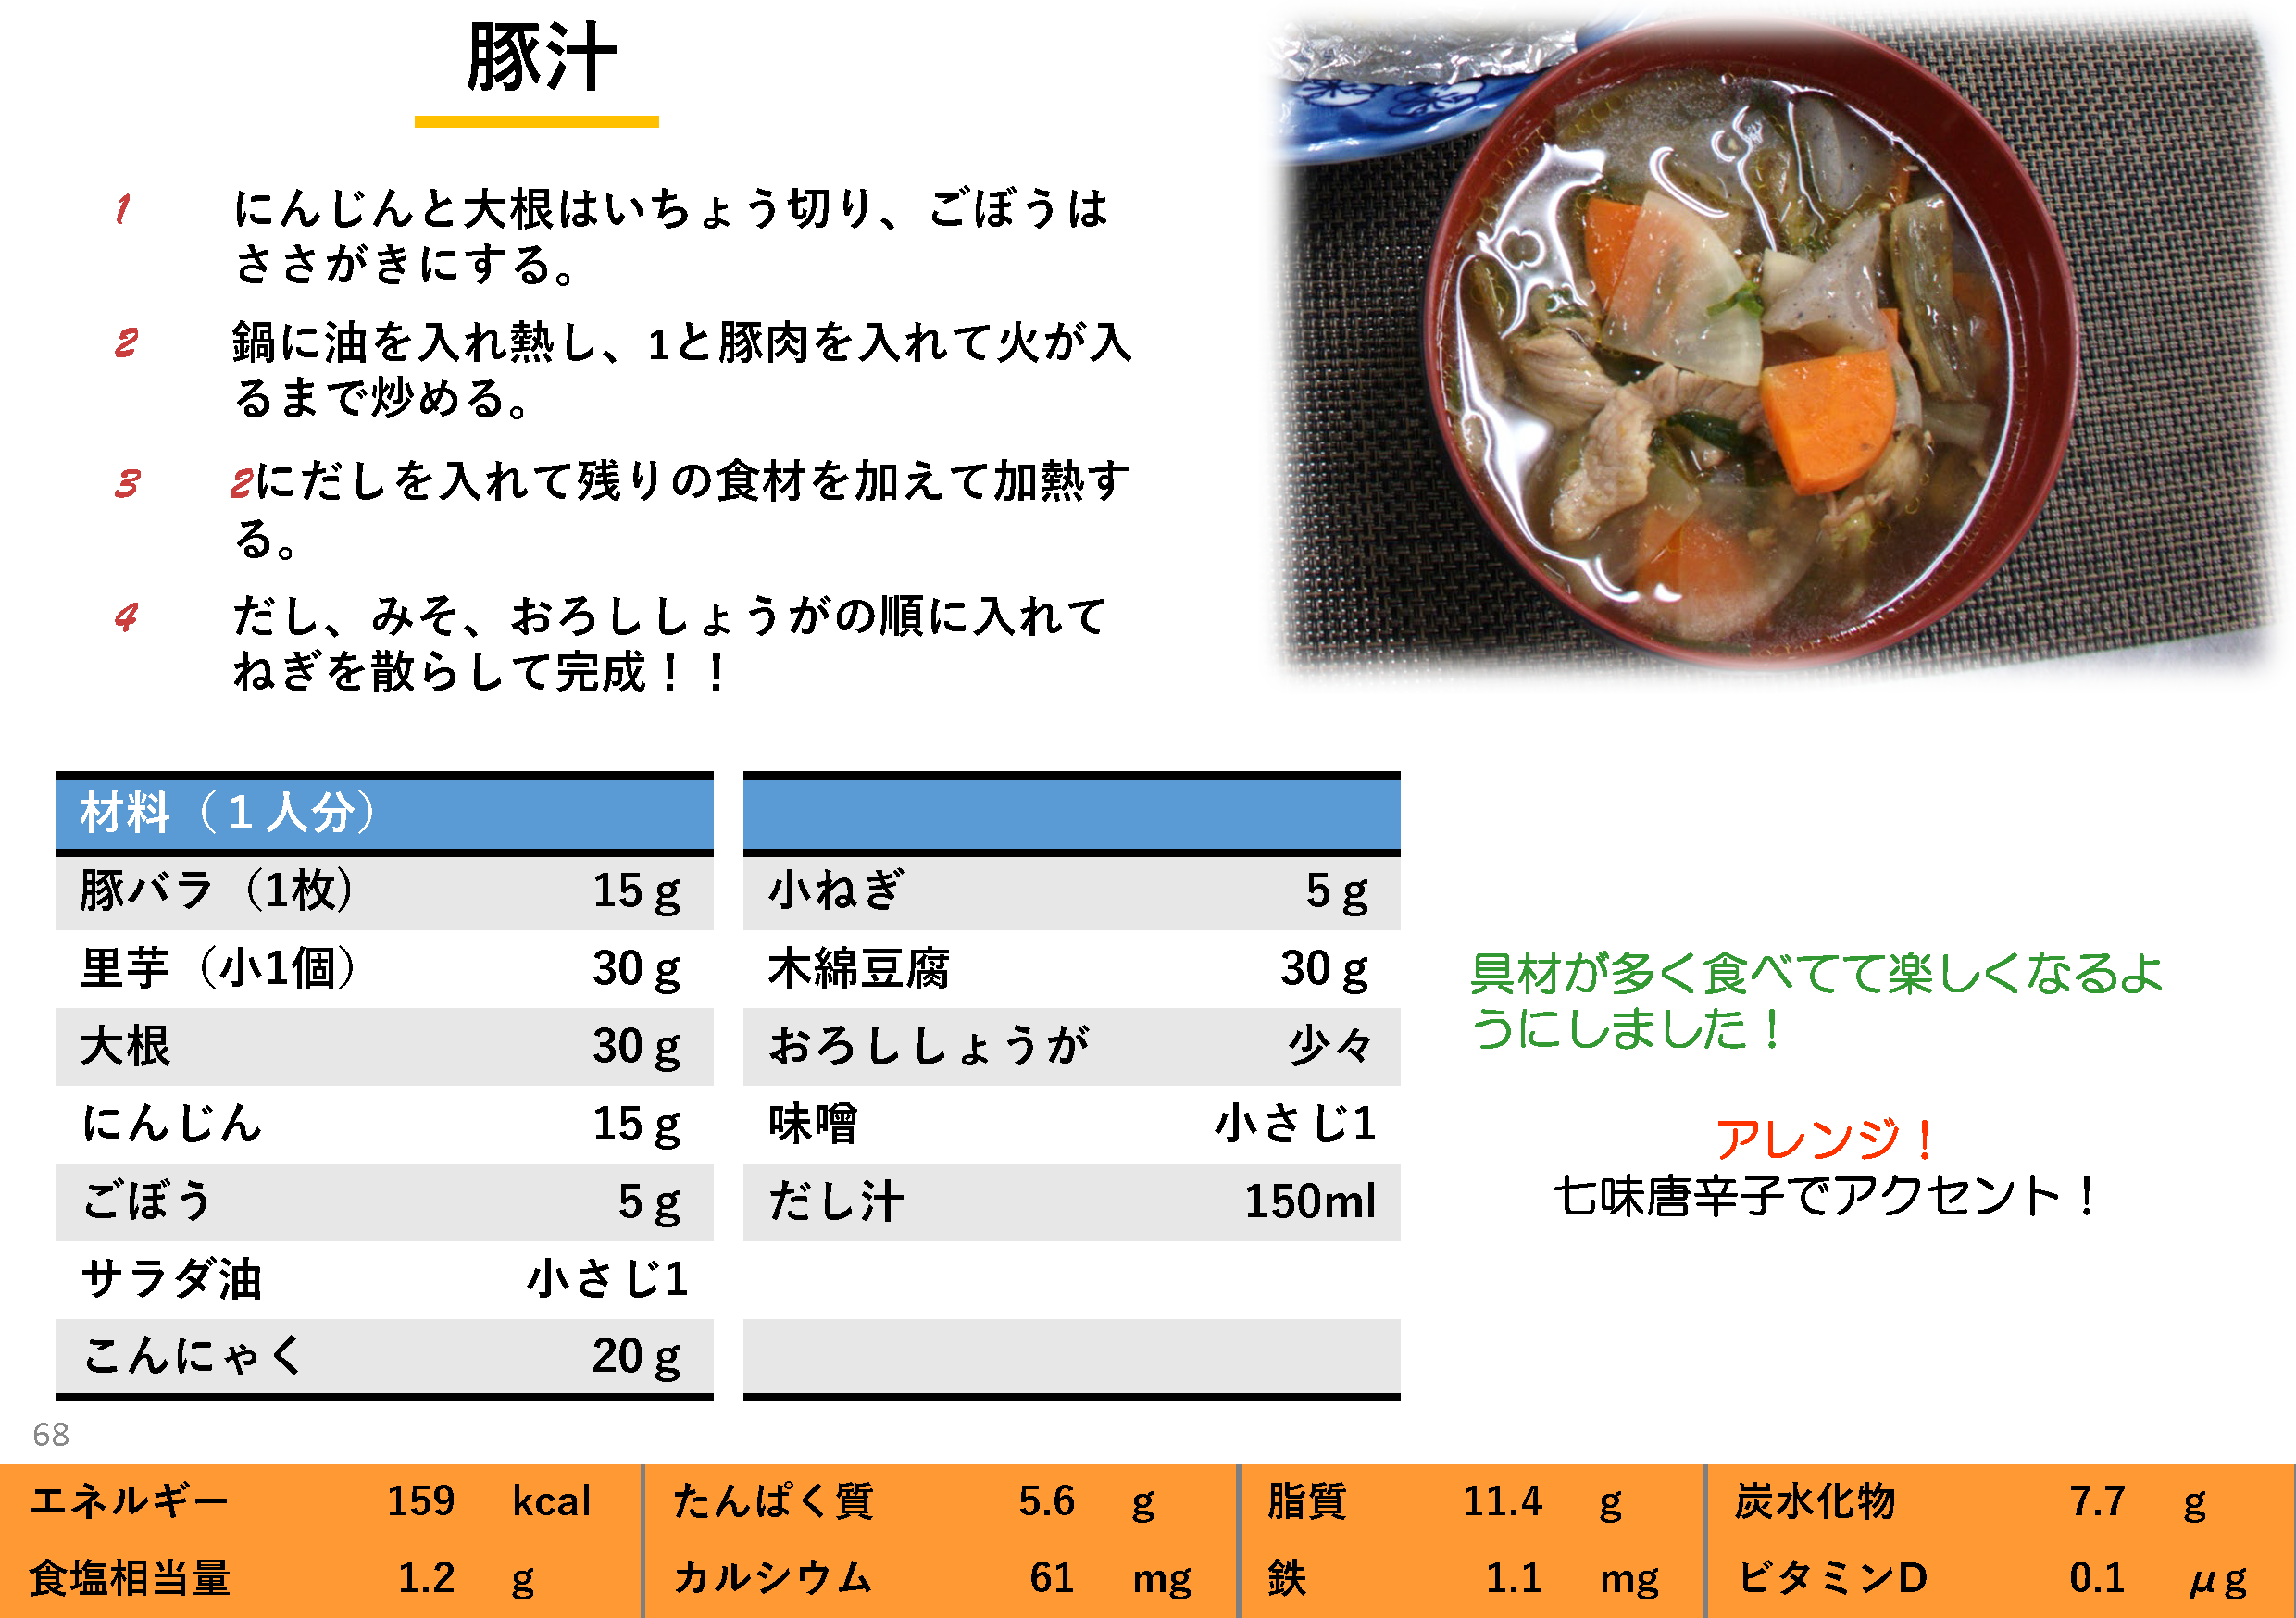 豚汁
1 にんじんと大根はいちょう切り、ごぼうは
ささがきにする。
2 鍋に油を入れ熱し、1と豚肉を入れて火が入
るまで炒める。
3 2にだしを入れて残りの食材を加えて加熱す
る。
4 だし、みそ、おろししょうがの順に入れて
ねぎを散らして完成！！
材料（１人分）
豚バラ（1枚） 15ｇ
里芋（小1個） 30ｇ
大根 30ｇ
にんじん 15ｇ
ごぼう 5ｇ
サラダ油 小さじ1
こんにゃく 20ｇ
小ねぎ 5ｇ
木綿豆腐 30ｇ
おろししょうが 少々
味噌 小さじ1
だし汁 150ml
具材が多く食べてて楽しくなるよ
うにしました！
アレンジ！
七味唐辛子でアクセント！
68
エネルギー 159 kcal たんぱく質 5.6 g 脂質 11.4 g 炭水化物 7.7 g
食塩相当量 1.2 g カルシウム 61 mg 鉄 1.1 mg ビタミンD 0.1 μg